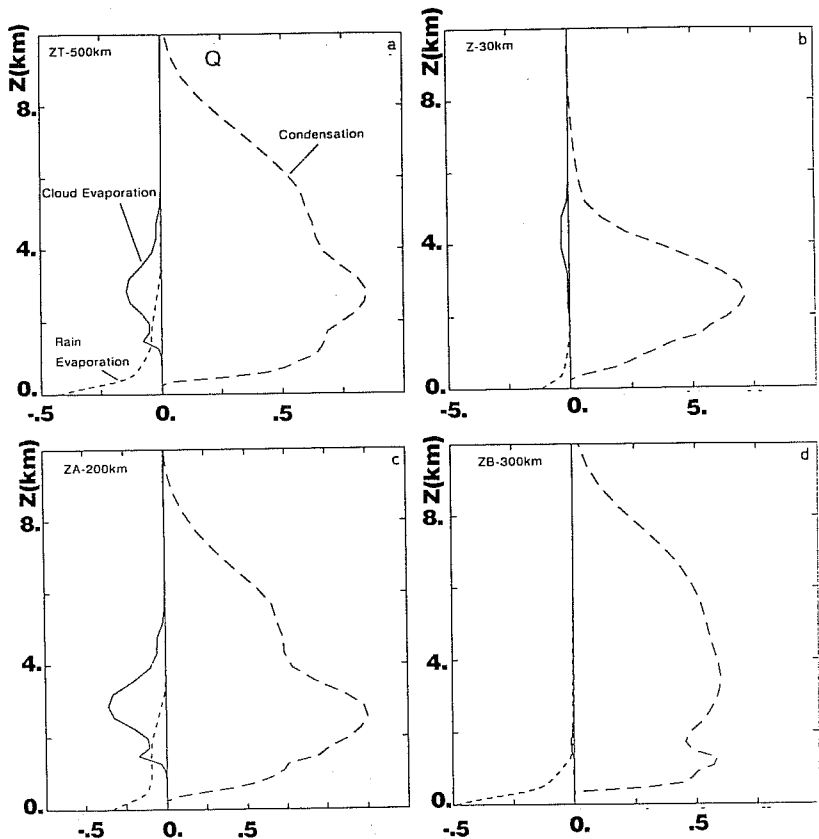 Z(km)
ZT-500km
Q
a
8.
Condensation
Cloud Evaporation
4.
Rain
Evaporation
0.
-.5
0.
.5
Z(km)
Z-30km
b
8.
4.
0.
-5.
0.
5.
Z(km)
ZA-200km
c
8.
4.
0.
-.5
0.
.5
Z(km)
ZB-300km
d
8.
4.
0.
-.5
0.
.5